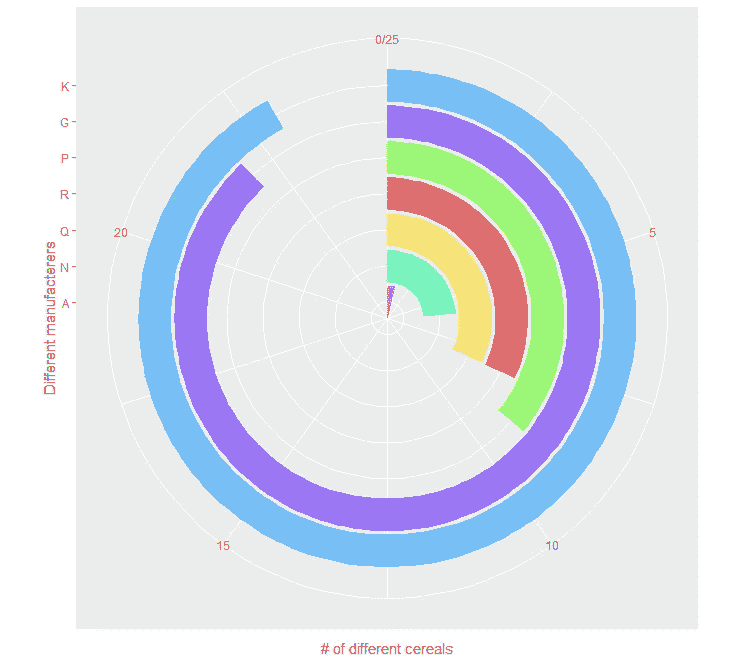 0/25
K
G
P
R
Q
N
A
20
5
15
10
Different manufacterers
# of different cereals